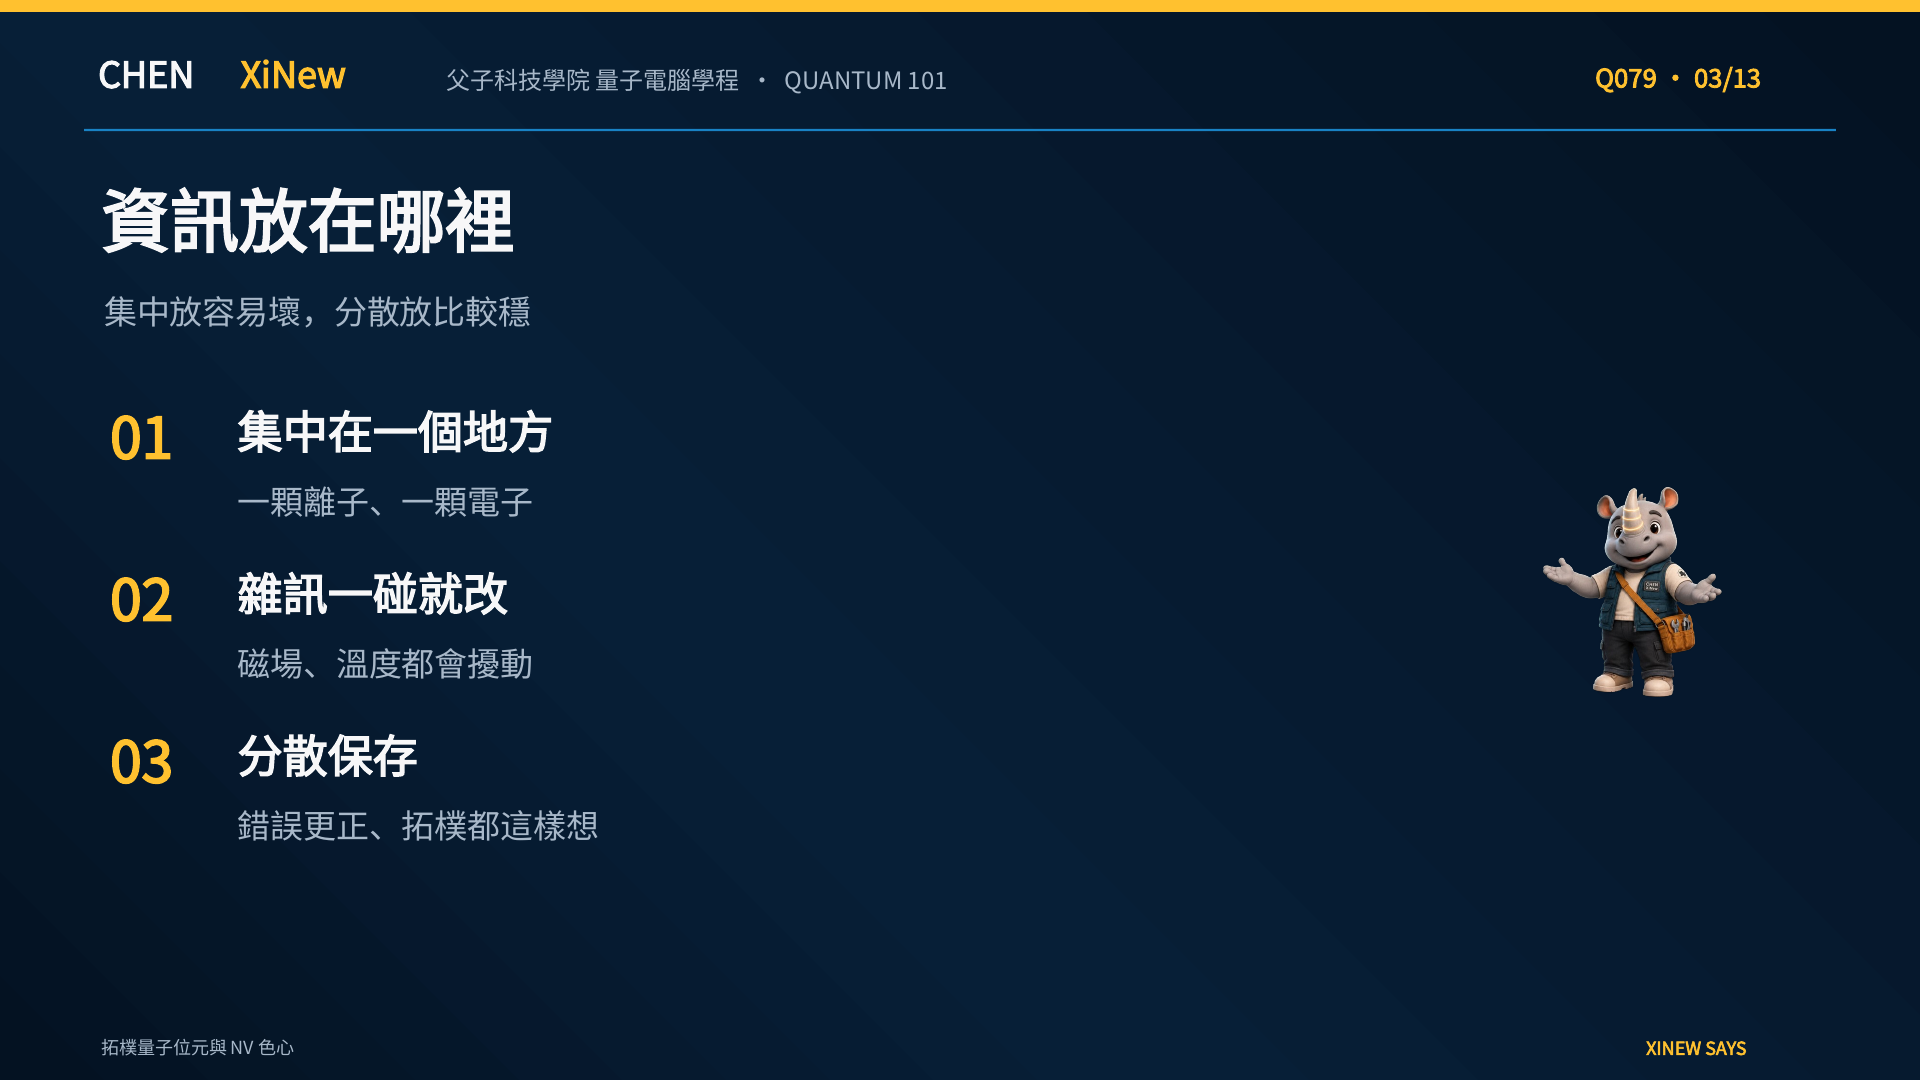 CHEN XiNew 父子科技學院 量子電腦學程 · QUANTUM 101 Q079 · 03/13
資訊放在哪裡
集中放容易壞，分散放比較穩
01 集中在一個地方
一顆離子、一顆電子
02 雜訊一碰就改
磁場、溫度都會擾動
03 分散保存
錯誤更正、拓樸都這樣想
拓樸量子位元與 NV 色心 XINEW SAYS